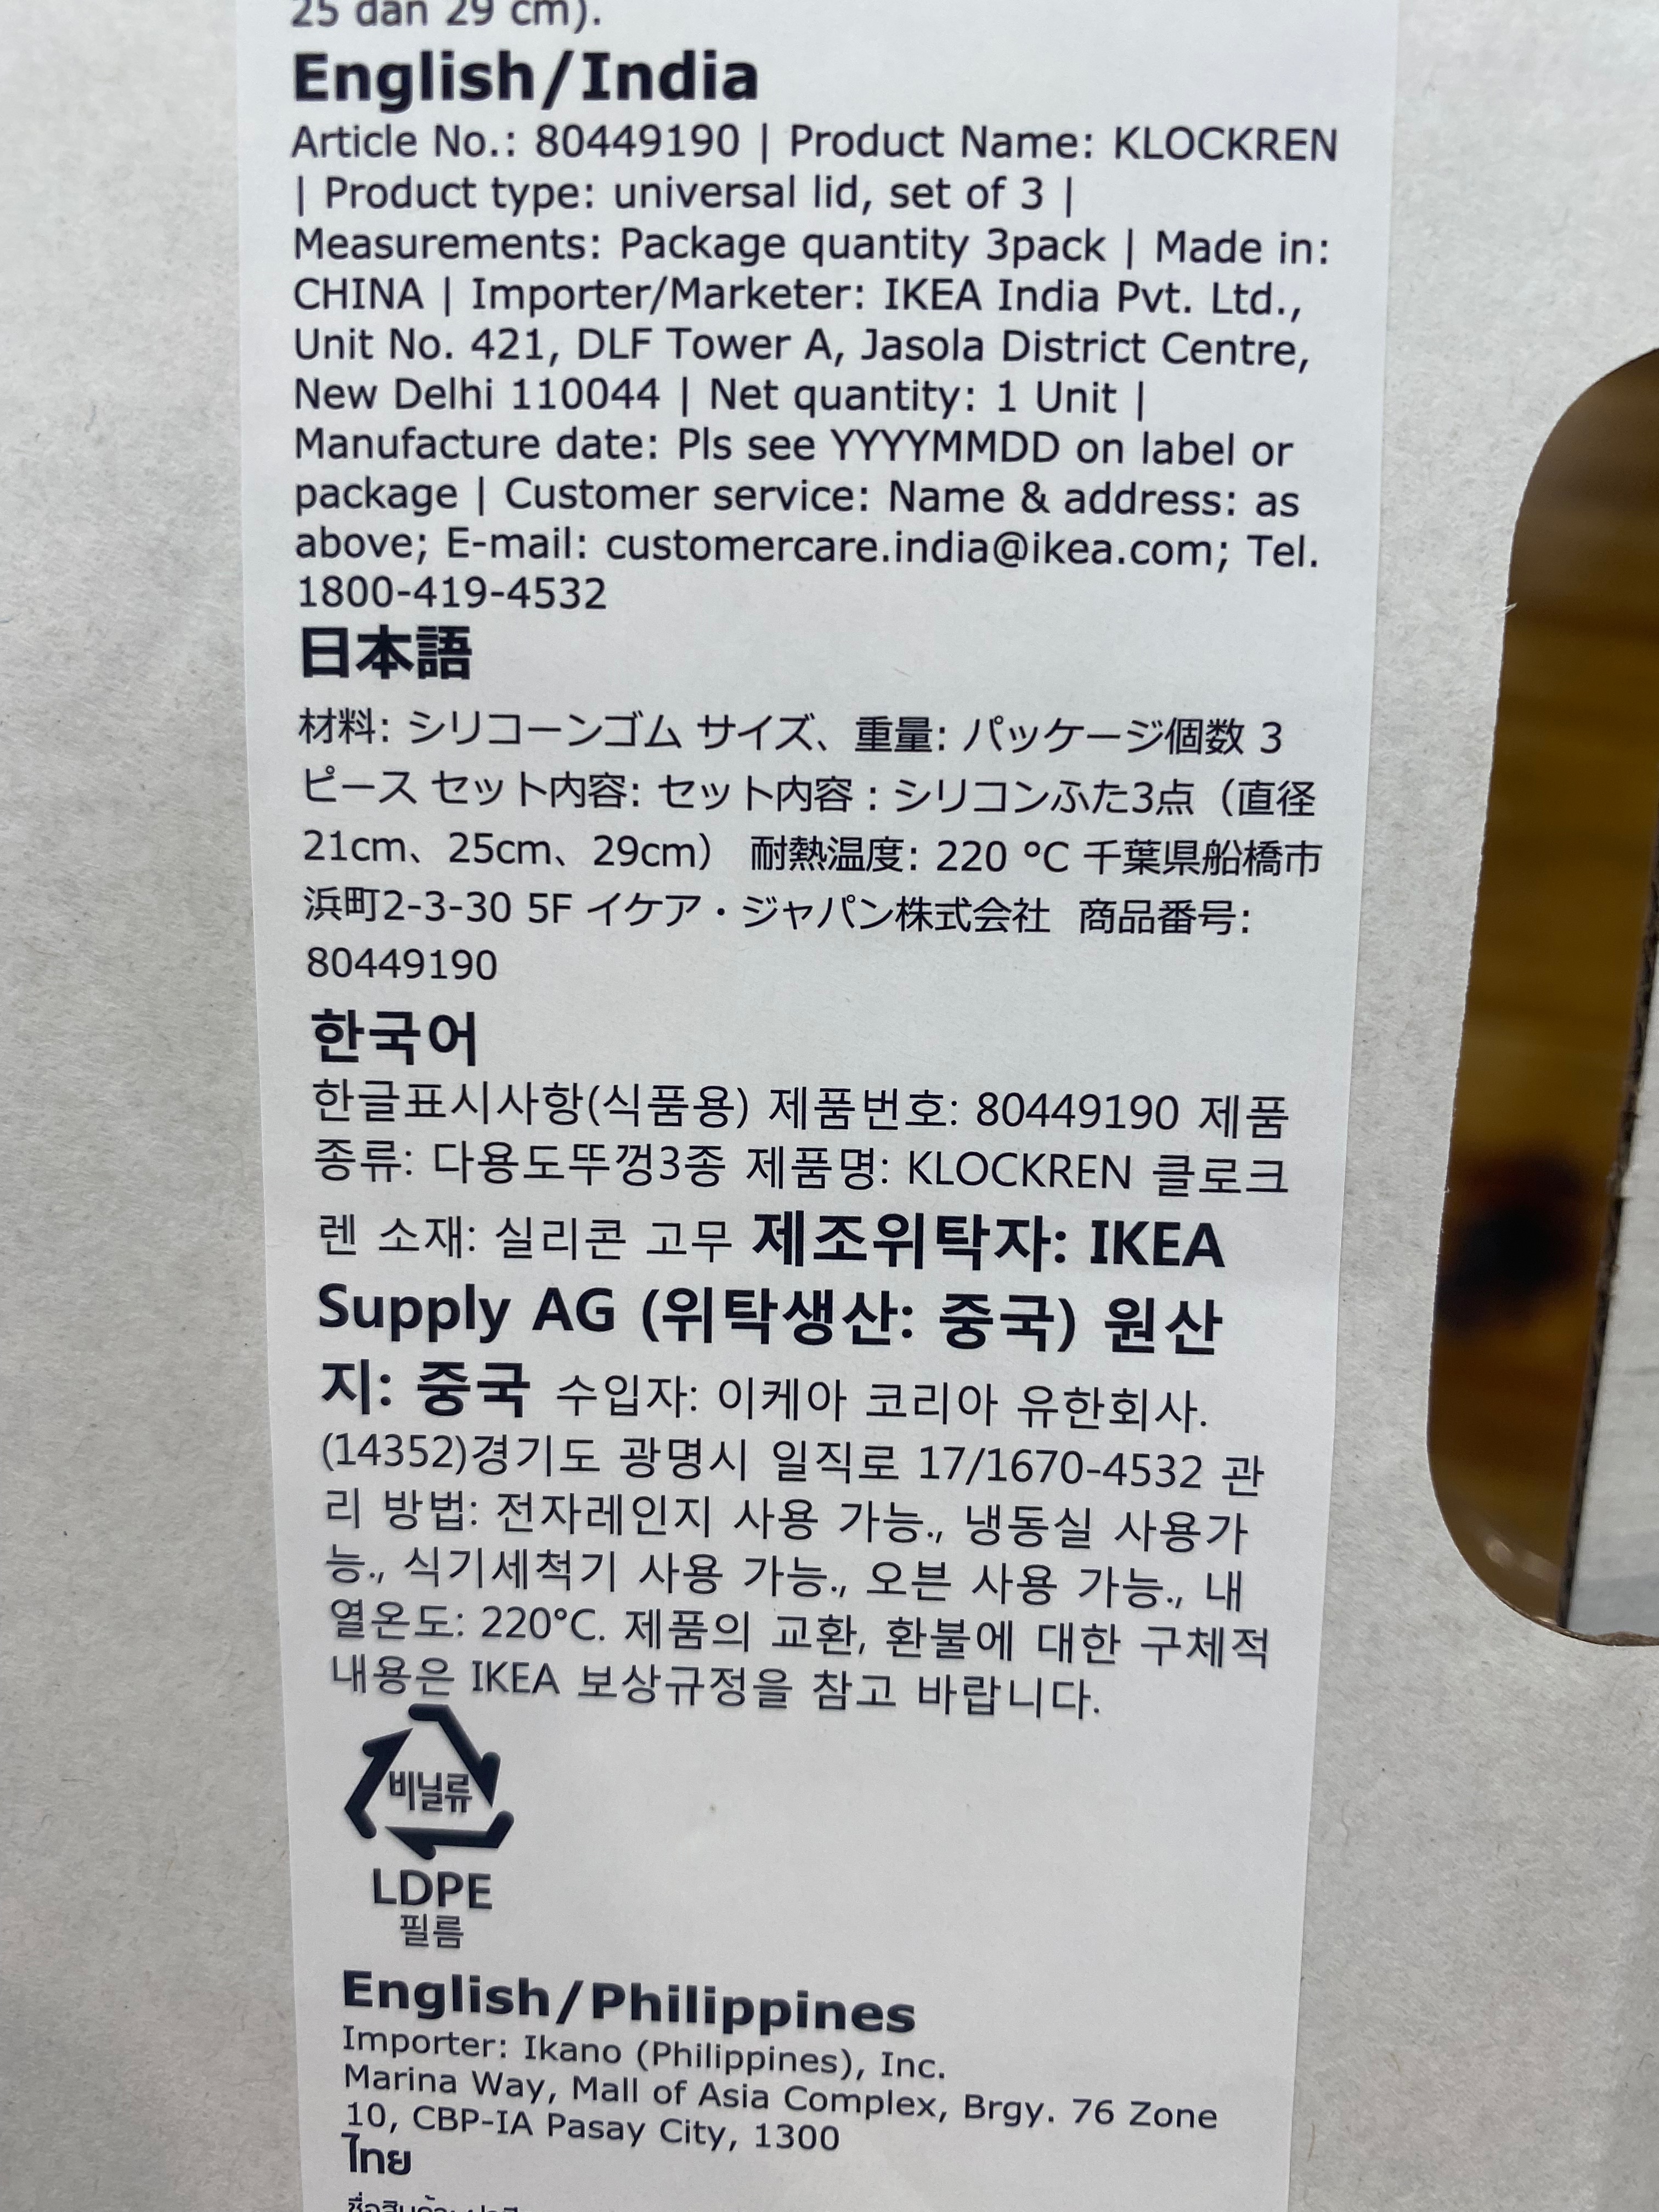 25 dan 29 cm).
English/India
Article No.: 80449190 | Product Name: KLOCKREN
| Product type: universal lid, set of 3 |
Measurements: Package quantity 3pack | Made in:
CHINA | Importer/Marketer: IKEA India Pvt. Ltd.,
Unit No. 421, DLF Tower A, Jasola District Centre,
New Delhi 110044 | Net quantity: 1 Unit |
Manufacture date: Pls see YYYYMMDD on label or
package | Customer service: Name & address: as
above; E-mail: customercare.india@ikea.com; Tel.
1800-419-4532
日本語
材料: シリコーンゴム サイズ、重量: パッケージ個数 3
ピース セット内容: セット内容 : シリコンふた3点（直径
21cm、25cm、29cm） 耐熱温度: 220 °C 千葉県船橋市
浜町2-3-30 5F イケア・ジャパン株式会社 商品番号:
80449190
한국어
한글표시사항(식품용) 제품번호: 80449190 제품
종류: 다용도뚜껑3종 제품명: KLOCKREN 클로크
렌 소재: 실리콘 고무 제조위탁자: IKEA
Supply AG (위탁생산: 중국) 원산
지: 중국 수입자: 이케아 코리아 유한회사.
(14352)경기도 광명시 일직로 17/1670-4532 관
리 방법: 전자레인지 사용 가능., 냉동실 사용가
능., 식기세척기 사용 가능., 오븐 사용 가능., 내
열온도: 220°C. 제품의 교환, 환불에 대한 구체적
내용은 IKEA 보상규정을 참고 바랍니다.
비닐류
LDPE
필름
English/Philippines
Importer: Ikano (Philippines), Inc.
Marina Way, Mall of Asia Complex, Brgy. 76 Zone
10, CBP-IA Pasay City, 1300
ไทย